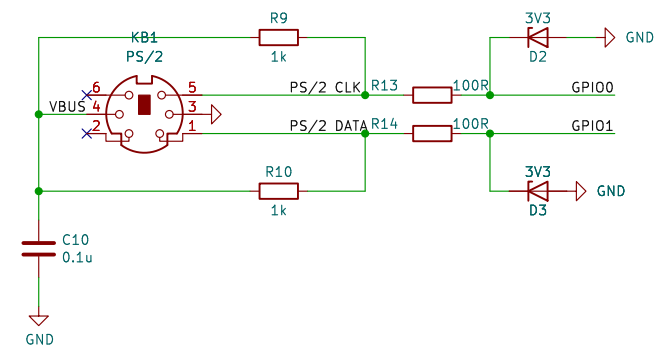 R9
1k
KB1
PS/2
3V3
D2
GND
6
5
PS/2 CLK
R13
100R
GPIO0
VBUS
4
3
2
1
PS/2 DATA
R14
100R
GPIO1
R10
1k
3V3
D3
GND
C10
0.1u
GND